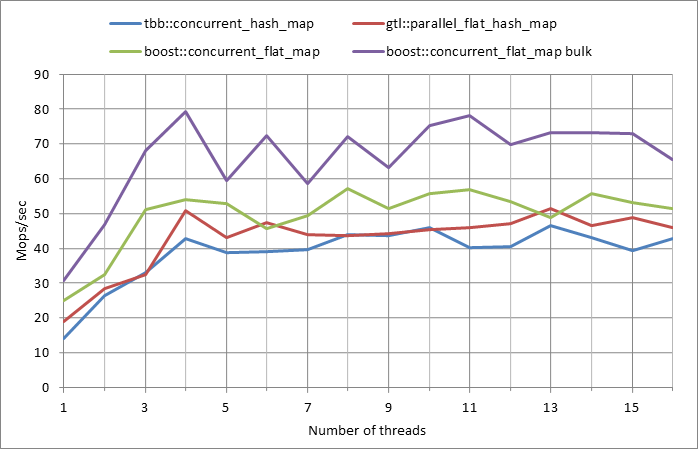 tbb::concurrent_hash_map gtl::parallel_flat_hash_map
boost::concurrent_flat_map boost::concurrent_flat_map bulk
90
80
70
60
50
40
30
20
10
0
Mops/sec
1 3 5 7 9 11 13 15
Number of threads